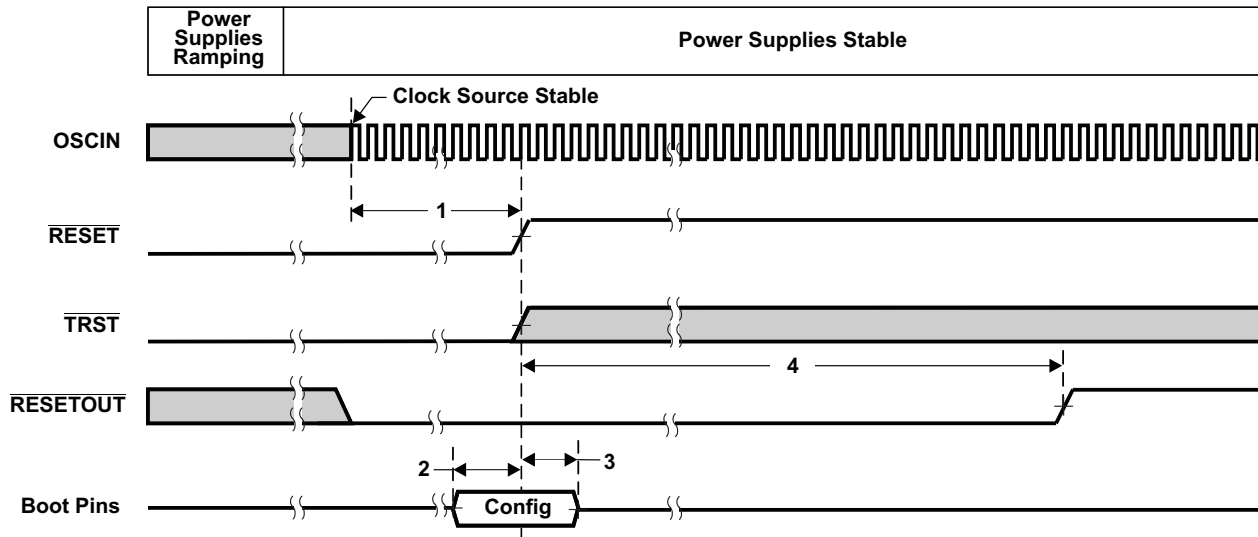 Power
Supplies
Ramping
Power Supplies Stable
Clock Source Stable
OSCIN
1
RESET
TRST
4
RESETOUT
2
3
Boot Pins
Config